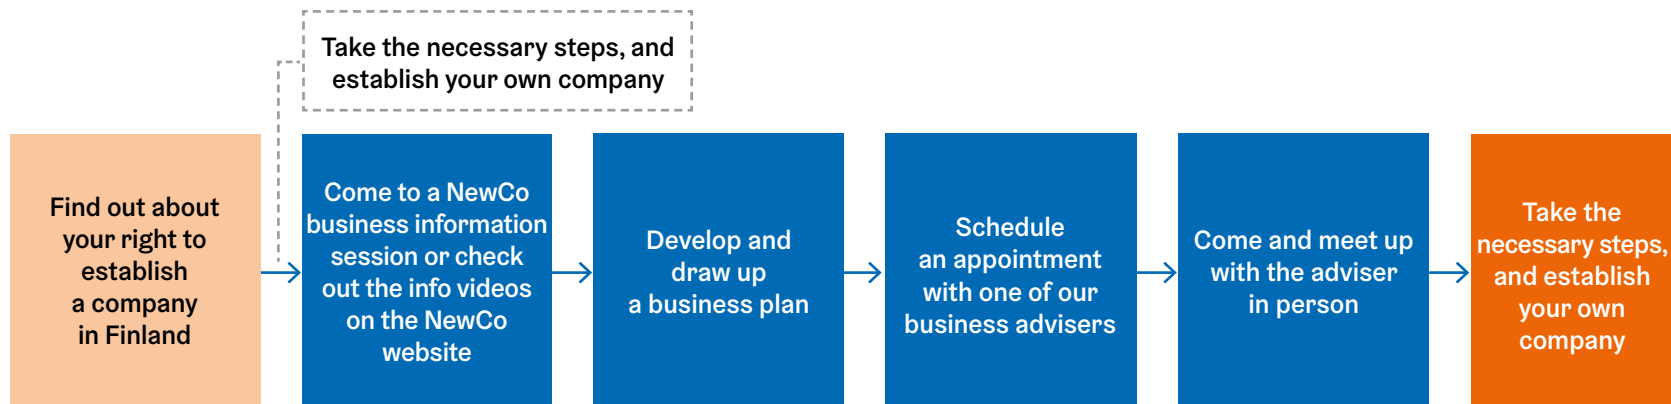 Take the necessary steps, and
establish your own company
Find out about
your right to
establish
a company
in Finland
Come to a NewCo
business information
session or check
out the info videos
on the NewCo
website
Develop and
draw up
a business plan
Schedule
an appointment
with one of our
business advisers
Come and meet up
with the adviser
in person
Take the
necessary steps,
and establish
your own
company